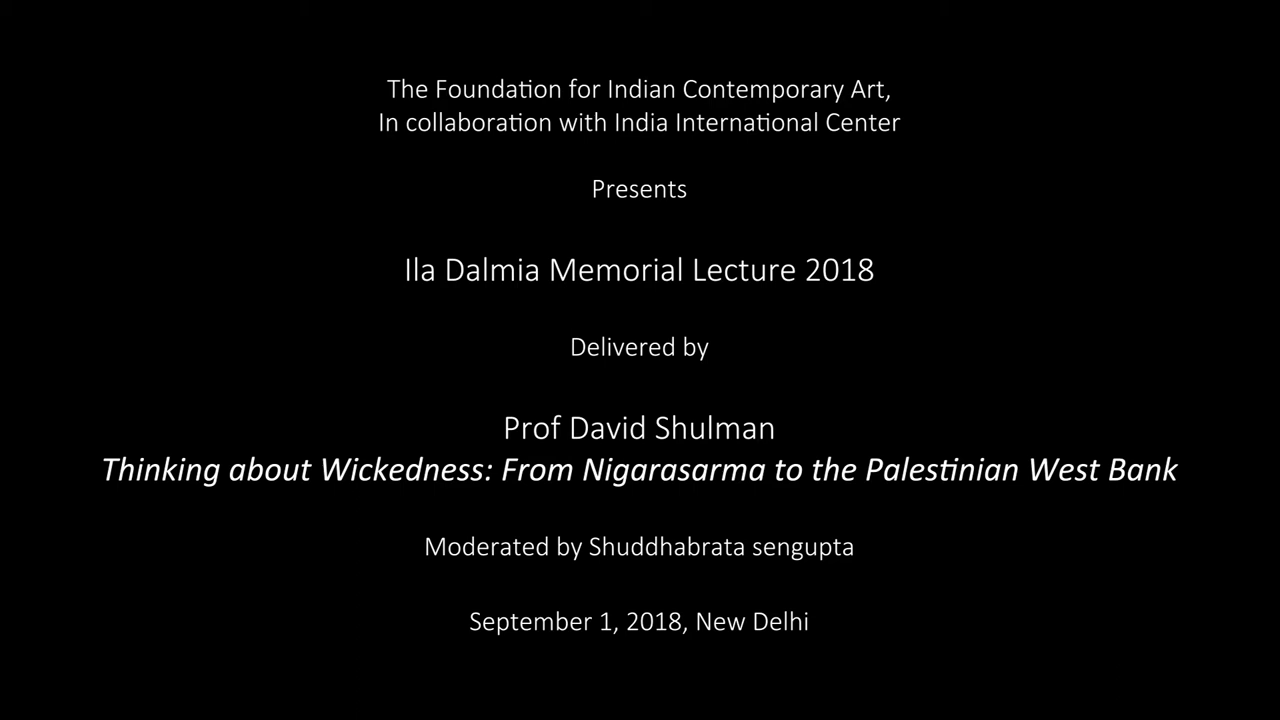 The Foundation for Indian Contemporary Art,
In collaboration with India International Center
Presents
Ila Dalmia Memorial Lecture 2018
Delivered by
Prof David Shulman
Thinking about Wickedness: From Nigarasarma to the Palestinian West Bank
Moderated by Shuddhabrata sengupta
September 1, 2018, New Delhi